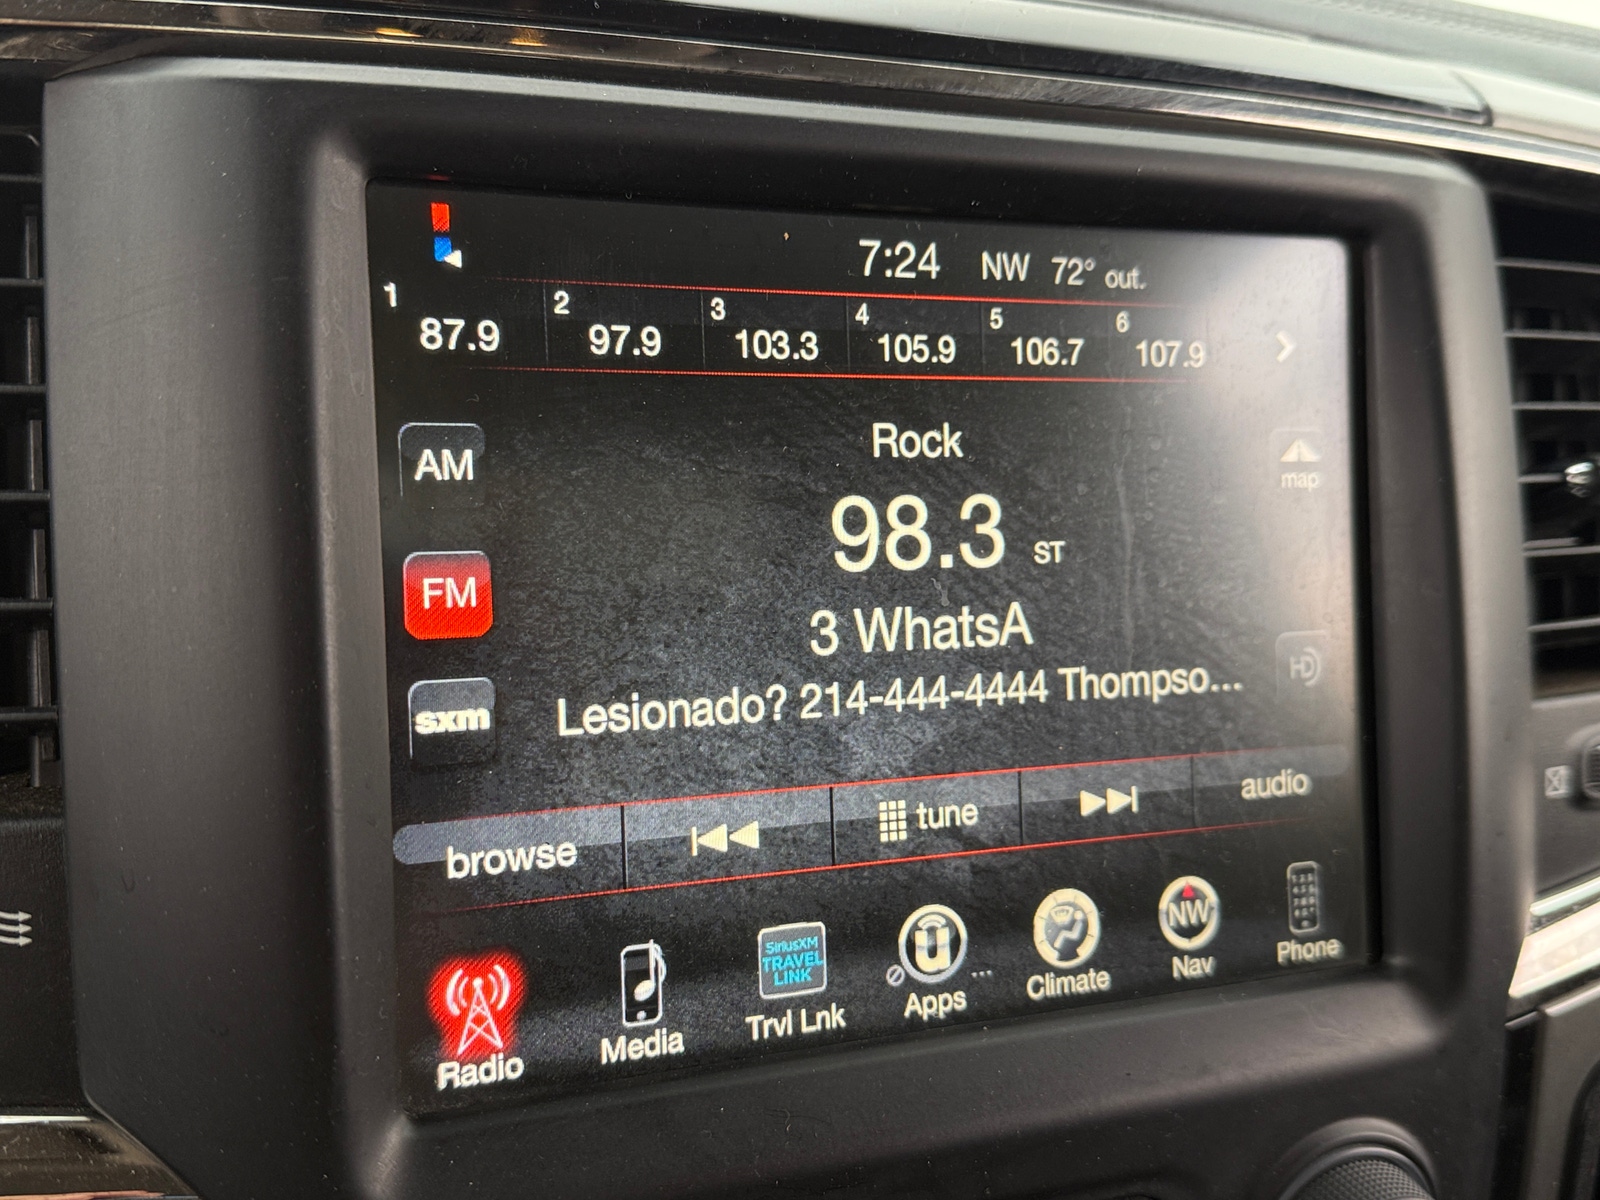 7:24 NW 72° out.
1 87.9 2 97.9 3 103.3 4 105.9 5 106.7 6 107.9
Rock
AM
map
98.3 ST
FM
3 WhatsA
HD
sxm
Lesionado? 214-444-4444 Thompso...
browse tune audio
SiriusXM
TRAVEL
LINK
NW
Radio Media Trvl Lnk Apps ... Climate Nav Phone